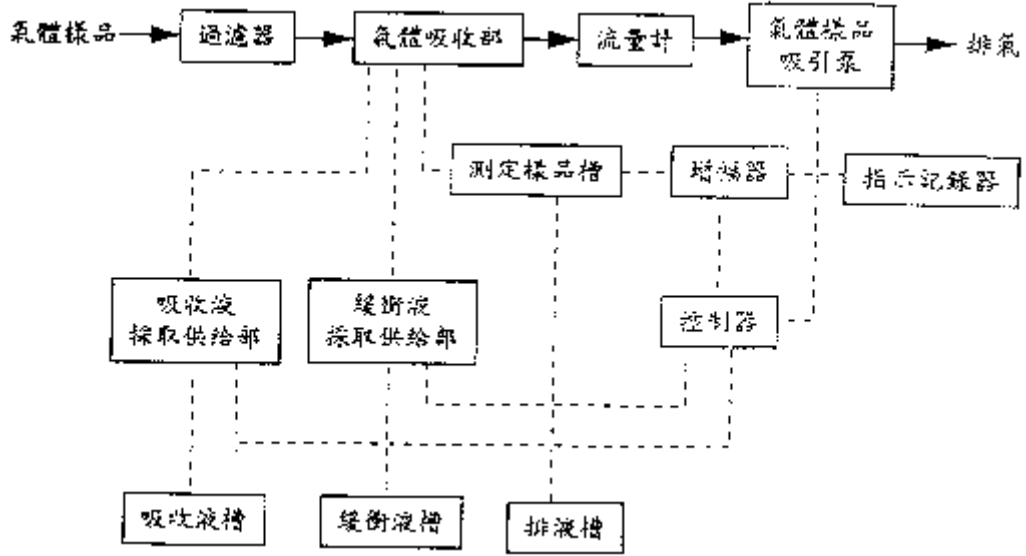 氣體樣品
過濾器
氣體吸收部
流量計
氣體樣品
吸引泵
排氣
測定樣品槽
增幅器
指示記錄器
吸收液
採取供給部
緩衝液
採取供給部
控制器
吸收液槽
緩衝液槽
排液槽